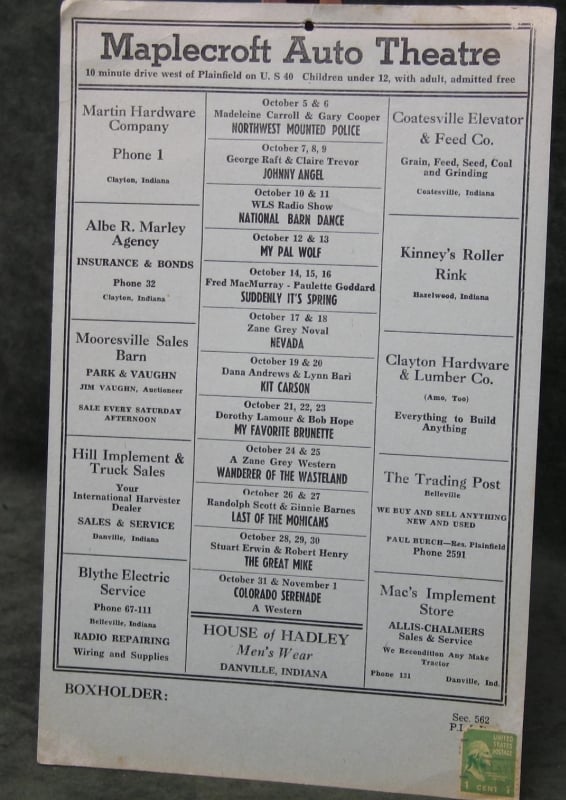 Maplecroft Auto Theatre
10 minute drive west of Plainfield on U. S 40 Children under 12, with adult, admitted free
Martin Hardware
Company
Phone 1
Clayton, Indiana
Albe R. Marley
Agency
INSURANCE & BONDS
Phone 32
Clayton, Indiana
Mooresville Sales
Barn
PARK & VAUGHN
JIM VAUGHN, Auctioneer
SALE EVERY SATURDAY
AFTERNOON
Hill Implement &
Truck Sales
Your
International Harvester
Dealer
SALES & SERVICE
Danville, Indiana
Blythe Electric
Service
Phone 67-111
Belleville, Indiana
RADIO REPAIRING
Wiring and Supplies
October 5 & 6
Madeleine Carroll & Gary Cooper
NORTHWEST MOUNTED POLICE
October 7, 8, 9
George Raft & Claire Trevor
JOHNNY ANGEL
October 10 & 11
WLS Radio Show
NATIONAL BARN DANCE
October 12 & 13
MY PAL WOLF
October 14, 15, 16
Fred MacMurray - Paulette Goddard
SUDDENLY IT'S SPRING
October 17 & 18
Zane Grey Noval
NEVADA
October 19 & 20
Dana Andrews & Lynn Bari
KIT CARSON
October 21, 22, 23
Dorothy Lamour & Bob Hope
MY FAVORITE BRUNETTE
October 24 & 25
A Zane Grey Western
WANDERER OF THE WASTELAND
October 26 & 27
Randolph Scott & Binnie Barnes
LAST OF THE MOHICANS
October 28, 29, 30
Stuart Erwin & Robert Henry
THE GREAT MIKE
October 31 & November 1
COLORADO SERENADE
A Western
HOUSE of HADLEY
Men's Wear
DANVILLE, INDIANA
Coatesville Elevator
& Feed Co.
Grain, Feed, Seed, Coal
and Grinding
Coatesville, Indiana
Kinney's Roller
Rink
Hazelwood, Indiana
Clayton Hardware
& Lumber Co.
(Amo, Too)
Everything to Build
Anything
The Trading Post
Belleville
WE BUY AND SELL ANYTHING
NEW AND USED
PAUL BURCH—Res. Plainfield
Phone 2591
Mac's Implement
Store
ALLIS-CHALMERS
Sales & Service
We Recondition Any Make
Tractor
Phone 131 Danville, Ind.
BOXHOLDER:
Sec. 562
UNITED
STATES
POSTAGE
1 CENT 1